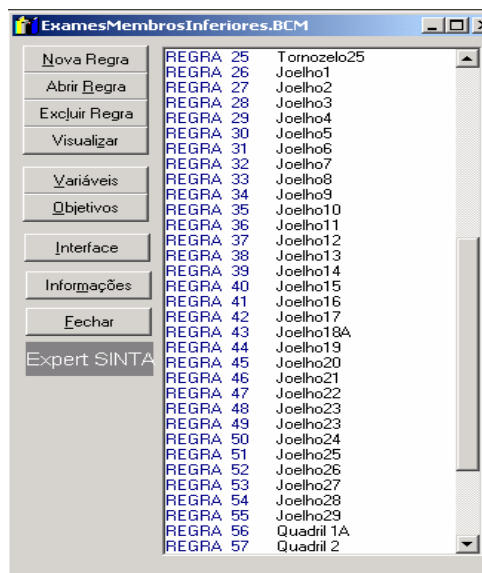 ExamesMembrosInferiores.BCM
Nova Regra
Abrir Regra
Excluir Regra
Visualizar
Variáveis
Objetivos
Interface
Informações
Fechar
Expert SINTA
REGRA 25 Tornozelo25
REGRA 26 Joelho1
REGRA 27 Joelho2
REGRA 28 Joelho3
REGRA 29 Joelho4
REGRA 30 Joelho5
REGRA 31 Joelho6
REGRA 32 Joelho7
REGRA 33 Joelho8
REGRA 34 Joelho9
REGRA 35 Joelho10
REGRA 36 Joelho11
REGRA 37 Joelho12
REGRA 38 Joelho13
REGRA 39 Joelho14
REGRA 40 Joelho15
REGRA 41 Joelho16
REGRA 42 Joelho17
REGRA 43 Joelho18A
REGRA 44 Joelho19
REGRA 45 Joelho20
REGRA 46 Joelho21
REGRA 47 Joelho22
REGRA 48 Joelho23
REGRA 49 Joelho23
REGRA 50 Joelho24
REGRA 51 Joelho25
REGRA 52 Joelho26
REGRA 53 Joelho27
REGRA 54 Joelho28
REGRA 55 Joelho29
REGRA 56 Quadril 1A
REGRA 57 Quadril 2